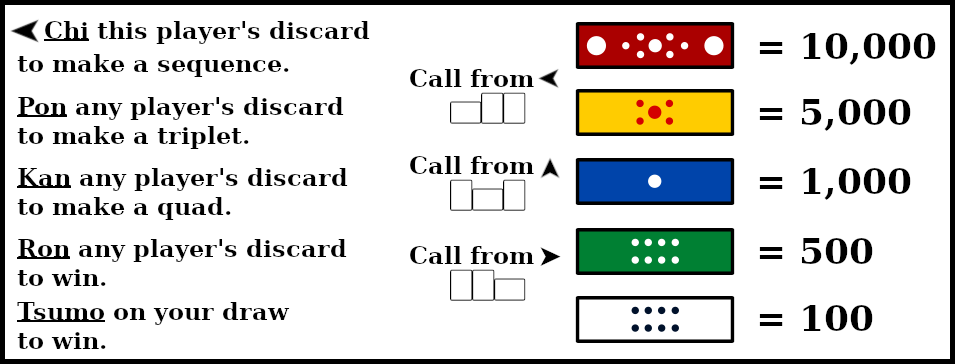 Chi this player's discard
to make a sequence.
Pon any player's discard
to make a triplet.
Kan any player's discard
to make a quad.
Ron any player's discard
to win.
Tsumo on your draw
to win.
Call from
Call from
Call from
= 10,000
= 5,000
= 1,000
= 500
= 100